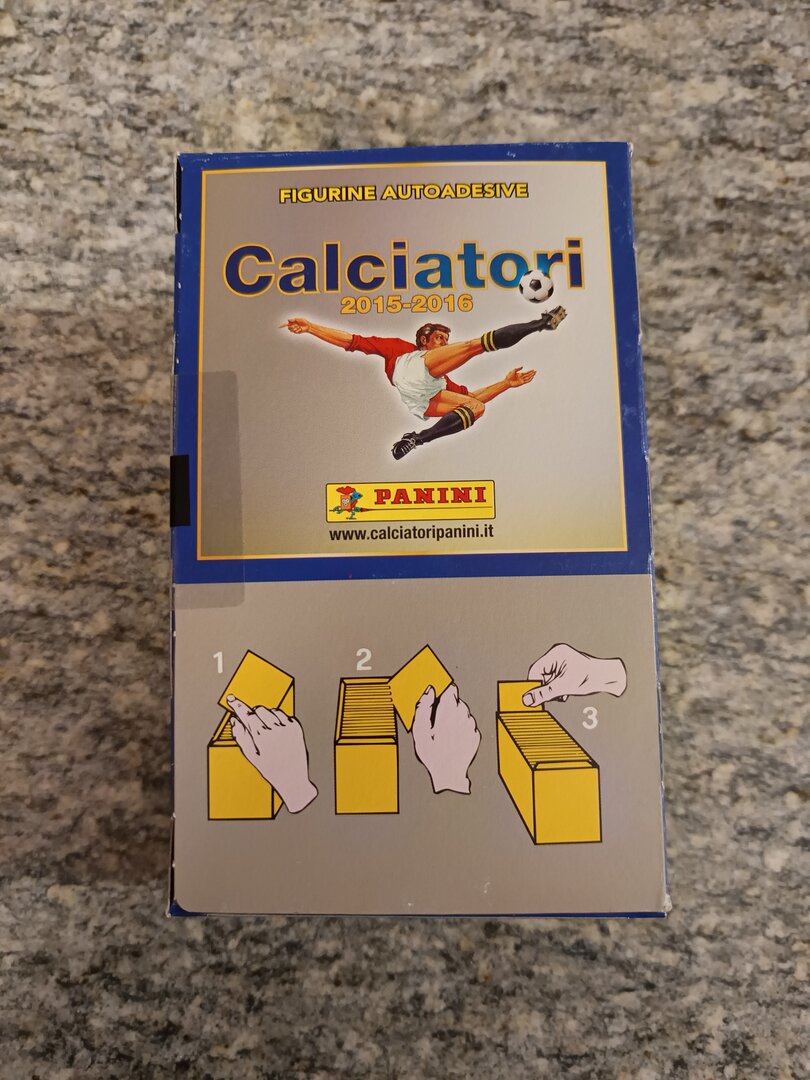 FIGURINE AUTOADESIVE
Calciatori
2015-2016
PANINI
www.calciatoripanini.it
1
2
3